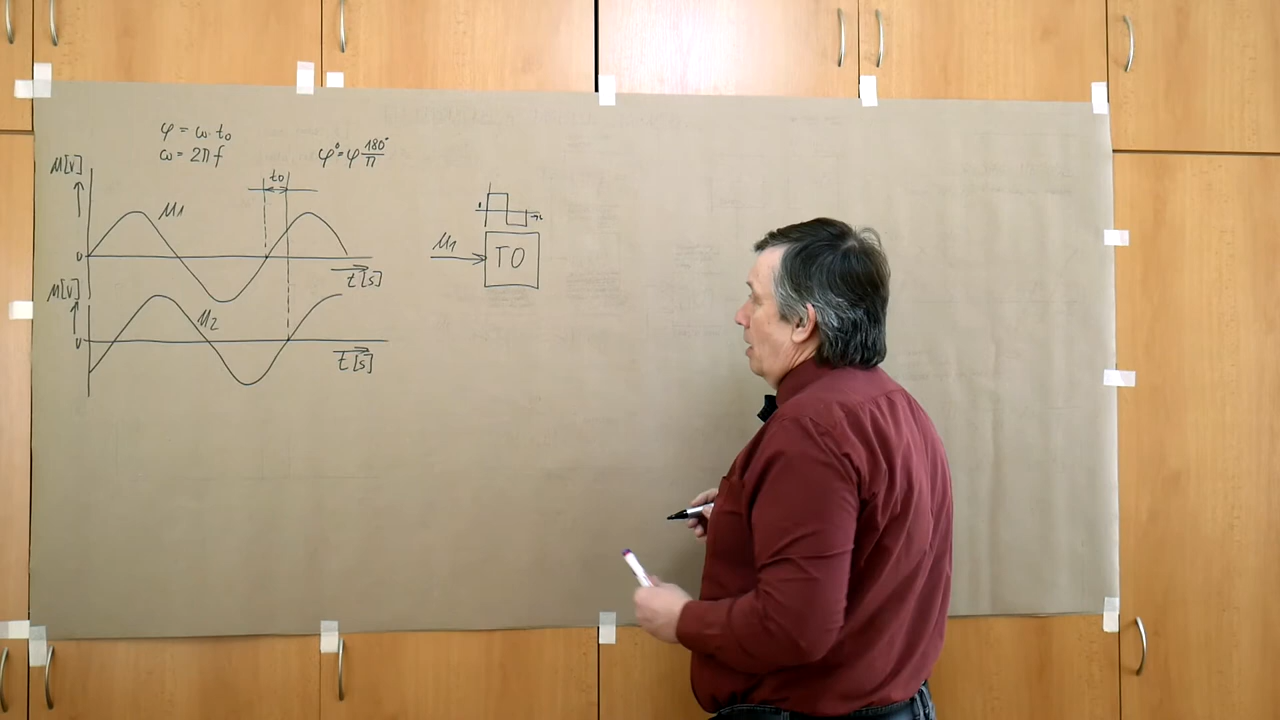 φ = ω · t₀
ω = 2πf
φ° = φ 180°/π
u[V]
t₀
u₁
0
t[s]
u[V]
u₂
0
t[s]
u₁
TO